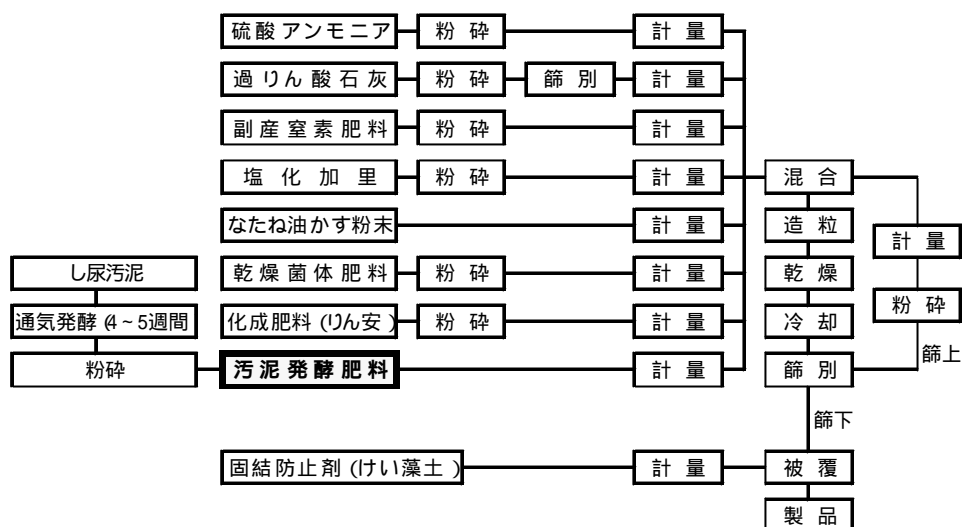 硫酸アンモニア 粉砕 計量
過りん酸石灰 粉砕 篩別 計量
副産窒素肥料 粉砕 計量
塩化加里 粉砕 計量 混合
なたね油かす粉末 計量 造粒
計量
し尿汚泥 乾燥菌体肥料 粉砕 計量 乾燥
粉砕
通気発酵(4~5週間 化成肥料(りん安) 粉砕 計量 冷却
篩上
粉砕 汚泥発酵肥料 計量 篩別
篩下
固結防止剤(けい藻土) 計量 被覆
製品